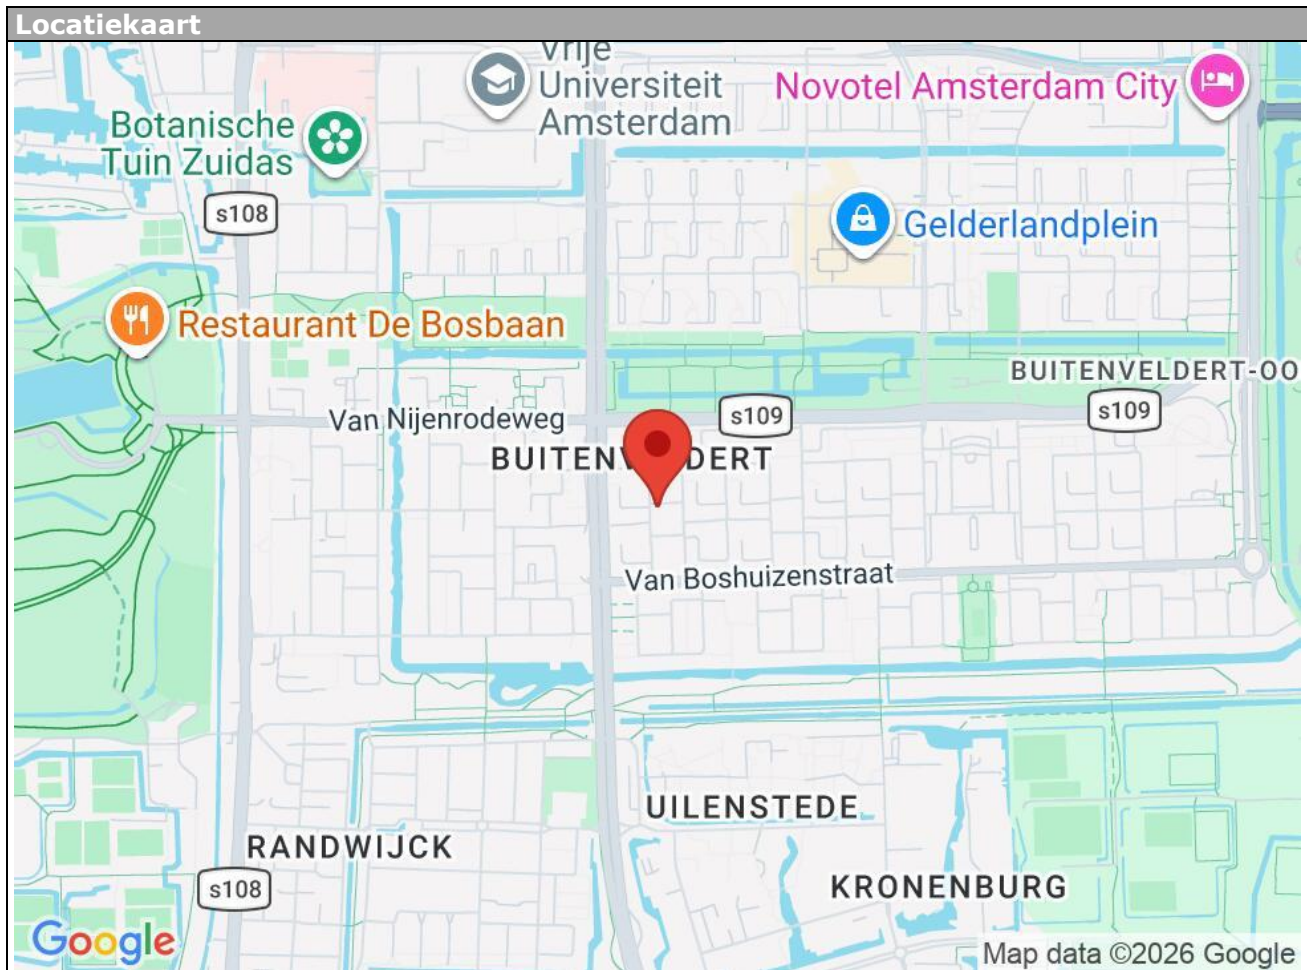 Locatiekaart
Vrije
Universiteit
Amsterdam
Novotel Amsterdam City
Botanische
Tuin Zuidas
s108
Gelderlandplein
Restaurant De Bosbaan
BUITENVELDERT-OO
s109
s109
Van Nijenrodeweg
BUITENV DERT
Van Boshuizenstraat
UILENSTEDE
RANDWIJCK
s108
KRONENBURG
Google
Map data ©2026 Google